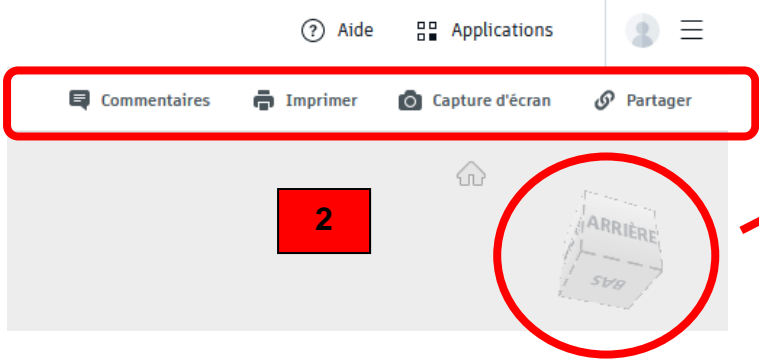 ? Aide Applications
Commentaires Imprimer Capture d'écran Partager
2
ARRIÈRE
BAS